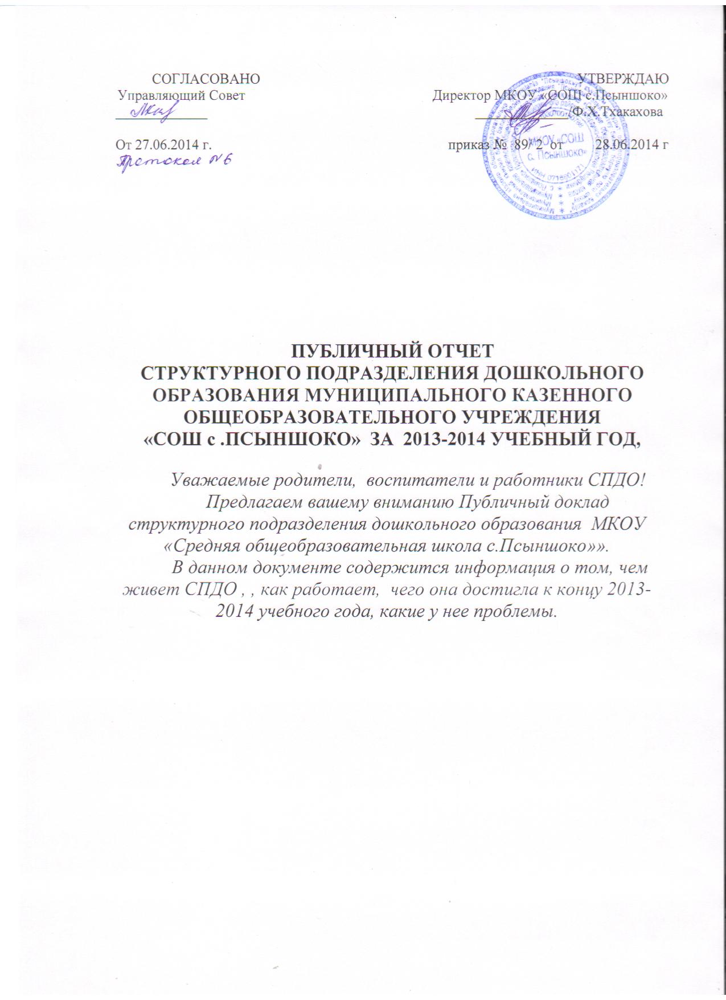 СОГЛАСОВАНО
УТВЕРЖДАЮ
Управляющий Совет
Директор МКОУ «СОШ с.Псыншоко»
/Ф.Х.Тхакахова
От 27.06.2014 г.
приказ № 89/ 2 от 28.06.2014 г
Протокол №6
МКОУ «СОШ
с. Псыншоко»
ИНН 0716001171
ПУБЛИЧНЫЙ ОТЧЕТ
СТРУКТУРНОГО ПОДРАЗДЕЛЕНИЯ ДОШКОЛЬНОГО
ОБРАЗОВАНИЯ МУНИЦИПАЛЬНОГО КАЗЕННОГО
ОБЩЕОБРАЗОВАТЕЛЬНОГО УЧРЕЖДЕНИЯ
«СОШ с .ПСЫНШОКО» ЗА 2013-2014 УЧЕБНЫЙ ГОД,
Уважаемые родители, воспитатели и работники СПДО!
Предлагаем вашему вниманию Публичный доклад
структурного подразделения дошкольного образования МКОУ
«Средняя общеобразовательная школа с.Псыншоко»».
В данном документе содержится информация о том, чем
живет СПДО , , как работает, чего она достигла к концу 2013-
2014 учебного года, какие у нее проблемы.